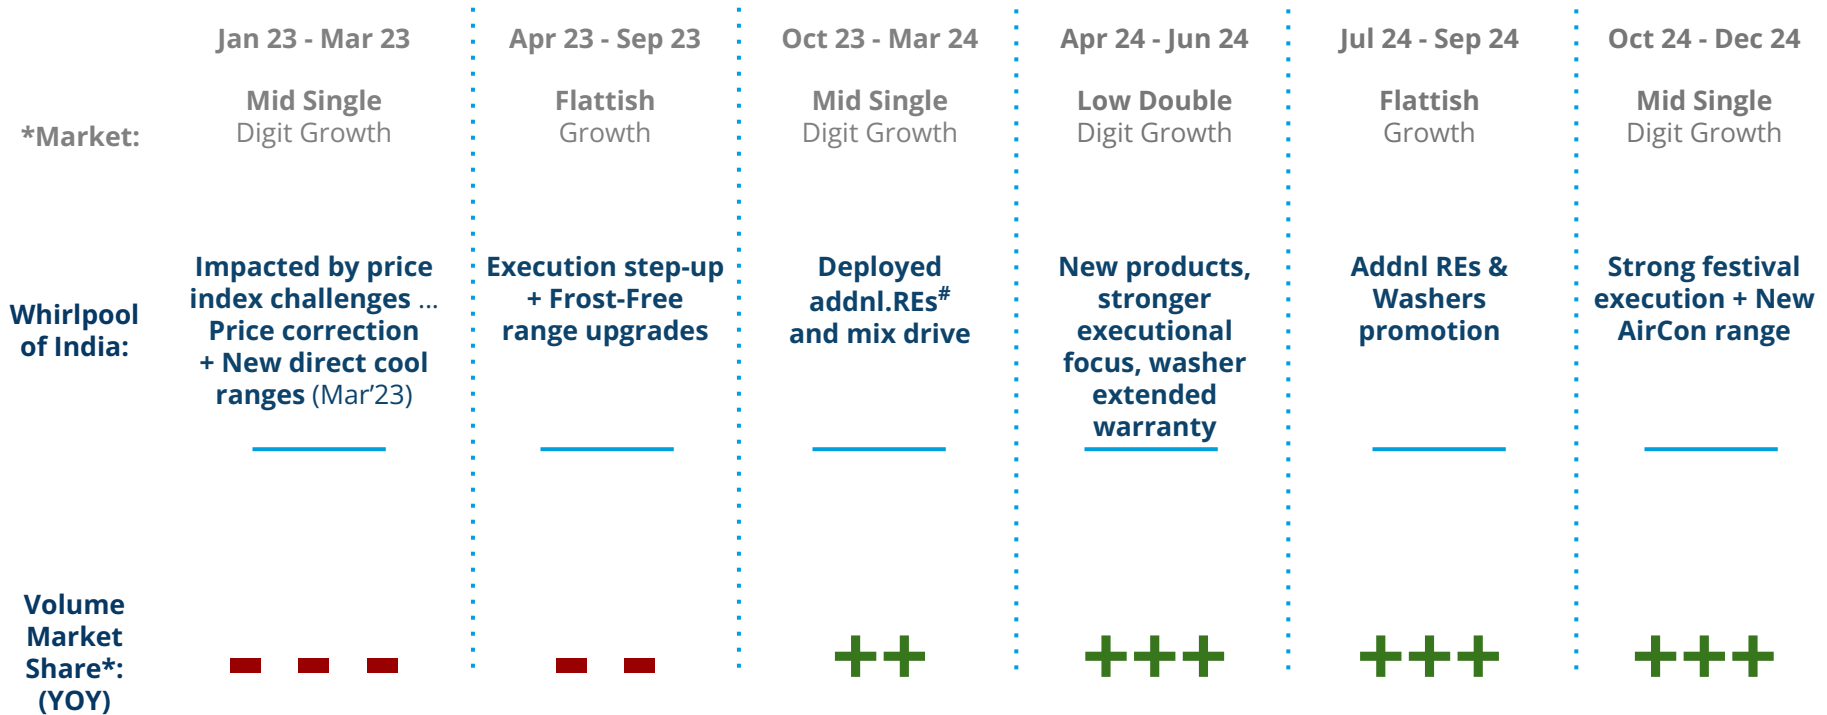 Jan 23 - Mar 23
Apr 23 - Sep 23
Oct 23 - Mar 24
Apr 24 - Jun 24
Jul 24 - Sep 24
Oct 24 - Dec 24
*Market:
Mid Single
Digit Growth
Flattish
Growth
Mid Single
Digit Growth
Low Double
Digit Growth
Flattish
Growth
Mid Single
Digit Growth
Whirlpool
of India:
Impacted by price
index challenges ...
Price correction
+ New direct cool
ranges (Mar’23)
Execution step-up
+ Frost-Free
range upgrades
Deployed
addnl.REs#
and mix drive
New products,
stronger
executional
focus, washer
extended
warranty
Addnl REs &
Washers
promotion
Strong festival
execution + New
AirCon range
Volume
Market
Share*:
(YOY)
- - -
- -
++
+++
+++
+++